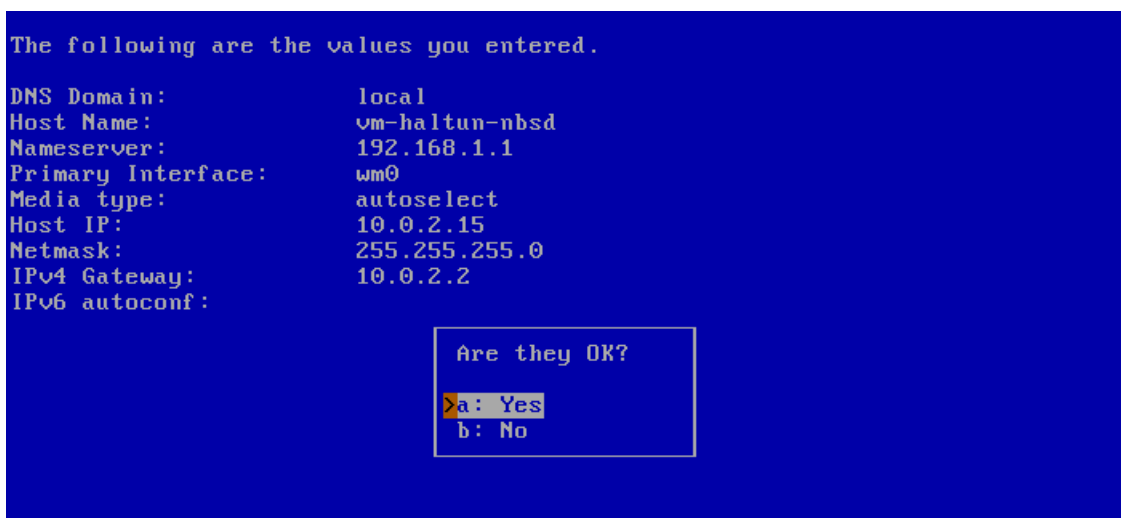 The following are the values you entered.
DNS Domain: local
Host Name: vm-haltun-nbsd
Nameserver: 192.168.1.1
Primary Interface: wm0
Media type: autoselect
Host IP: 10.0.2.15
Netmask: 255.255.255.0
IPv4 Gateway: 10.0.2.2
IPv6 autoconf:
Are they OK?
>a: Yes
b: No